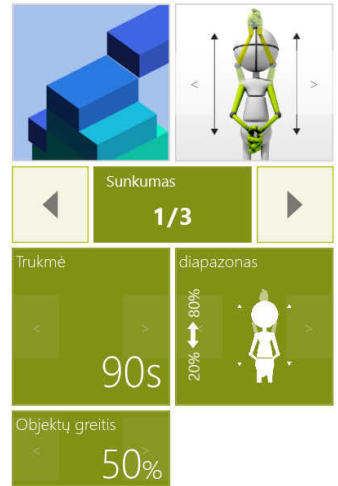 Sunkumas
1/3
Trukmė
90s
diapazonas
20% 80%
Objektų greitis
50%